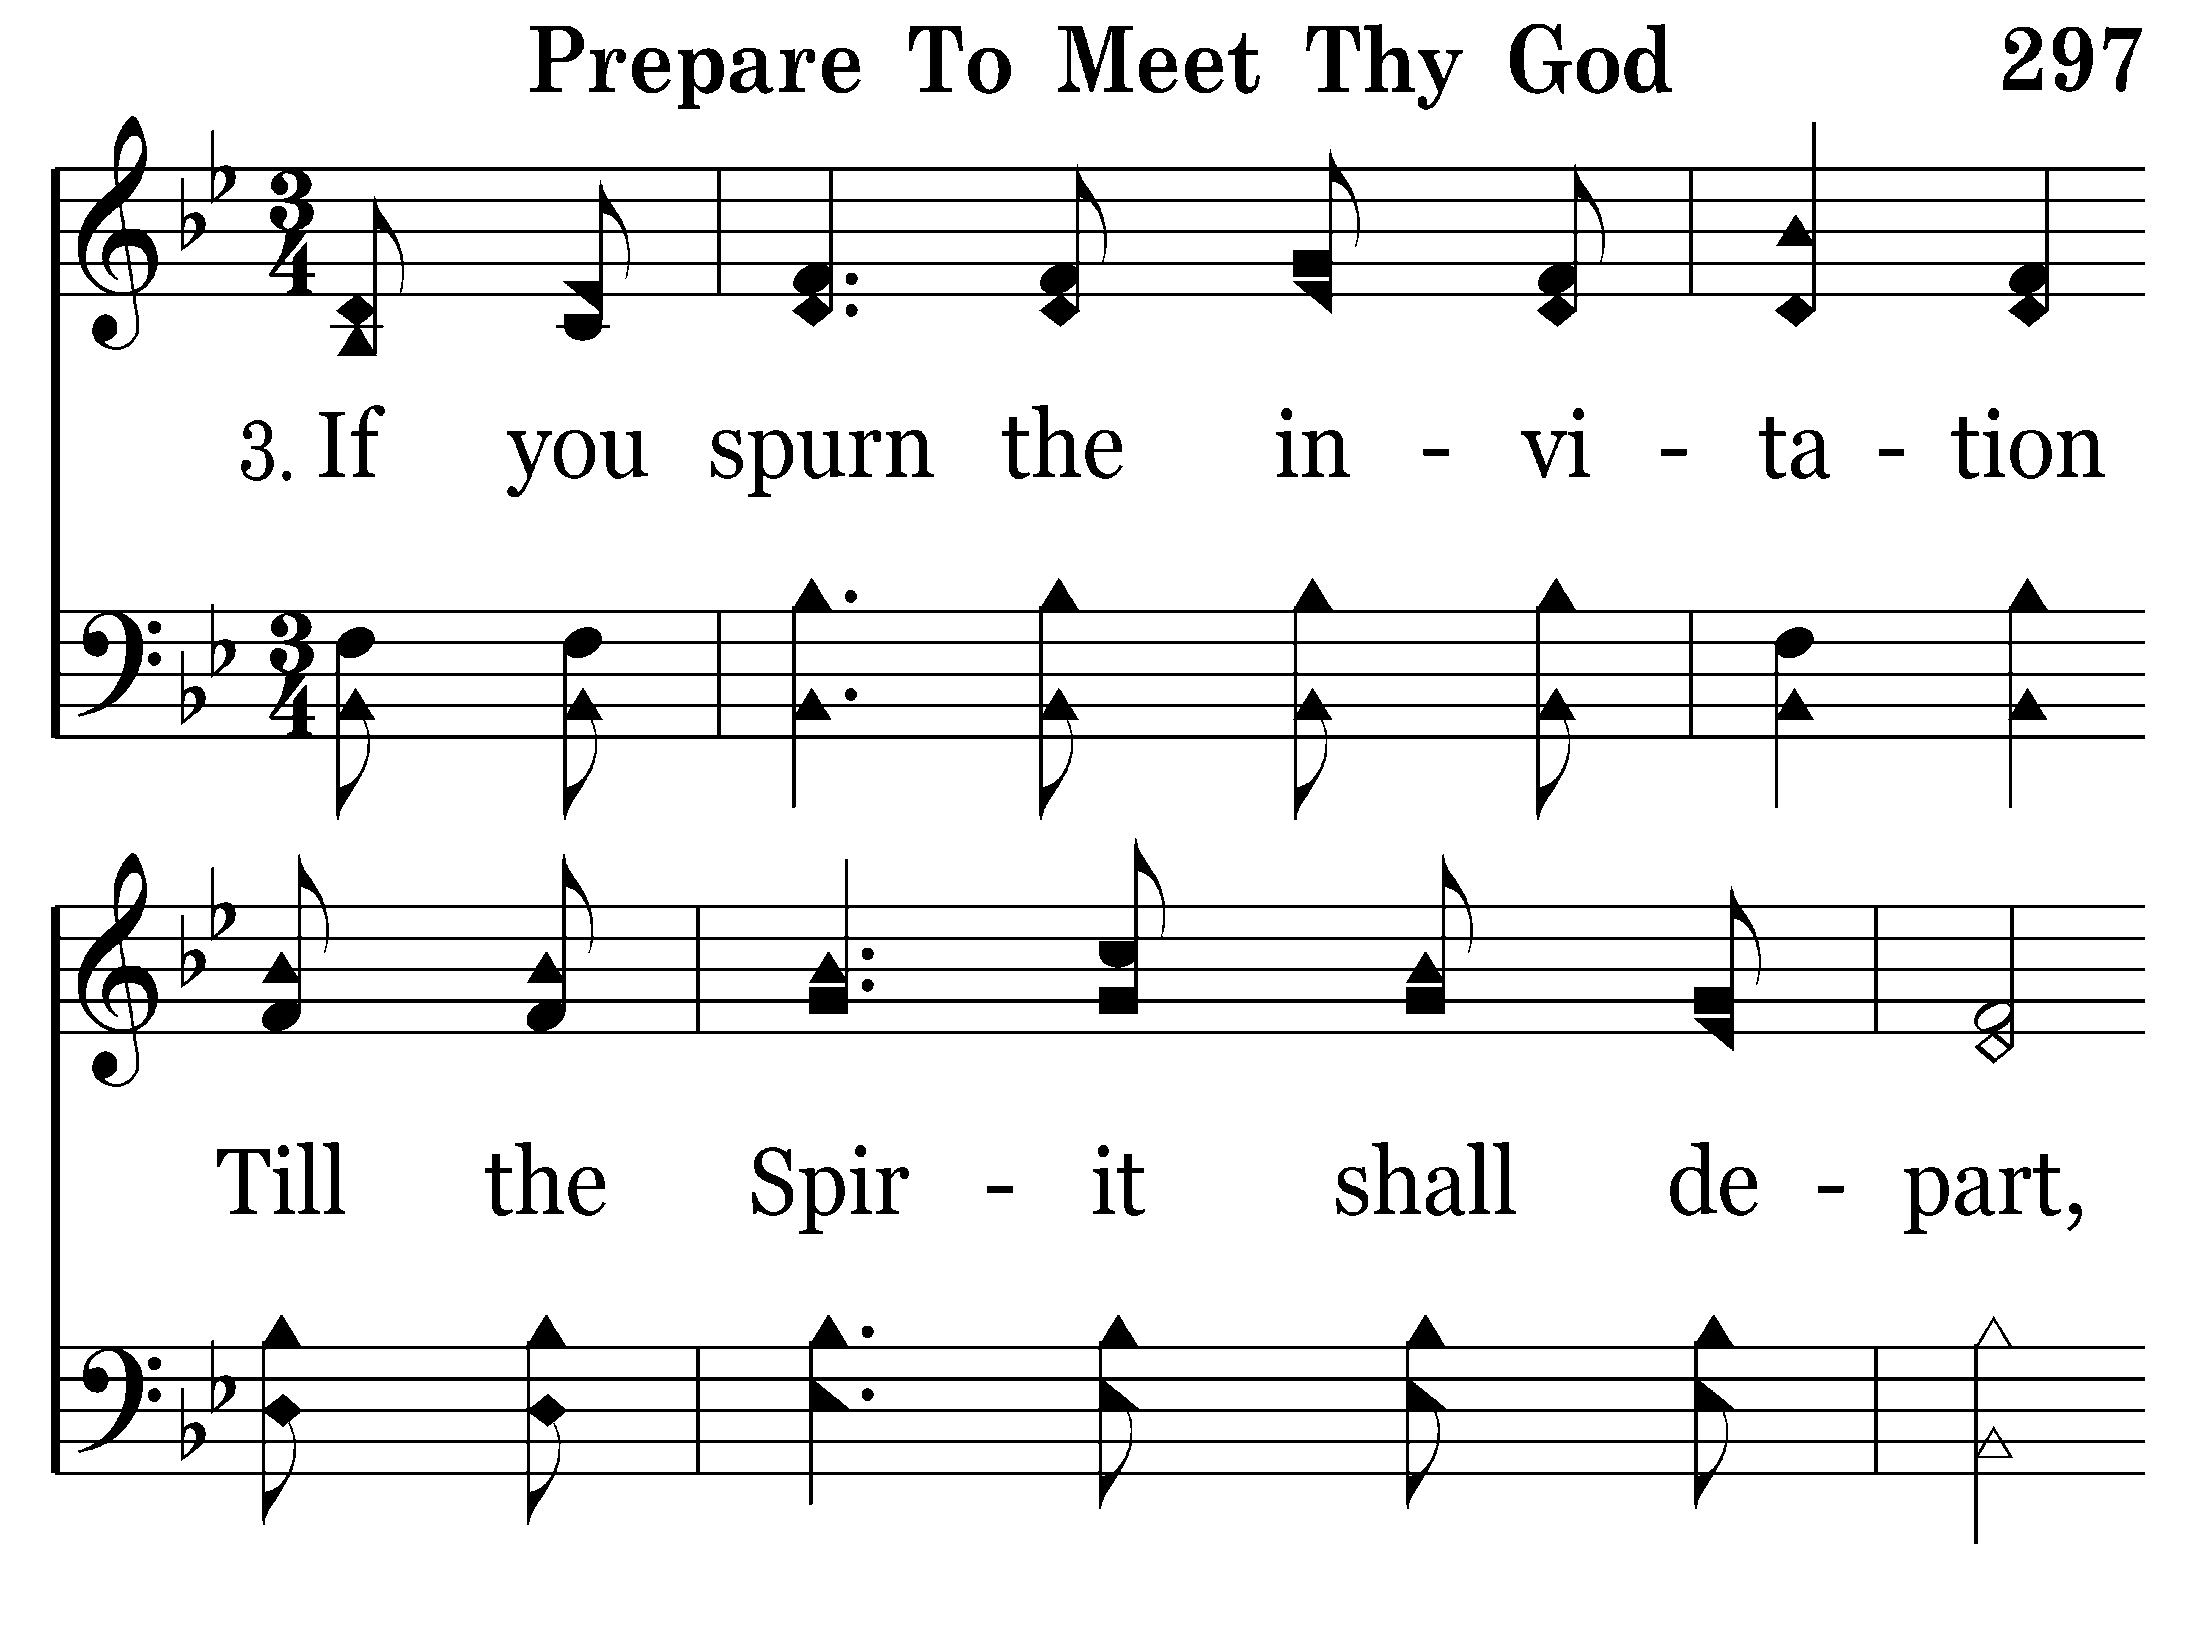 Prepare To Meet Thy God 297
3. If you spurn the in - vi - ta - tion
Till the Spir - it shall de - part,